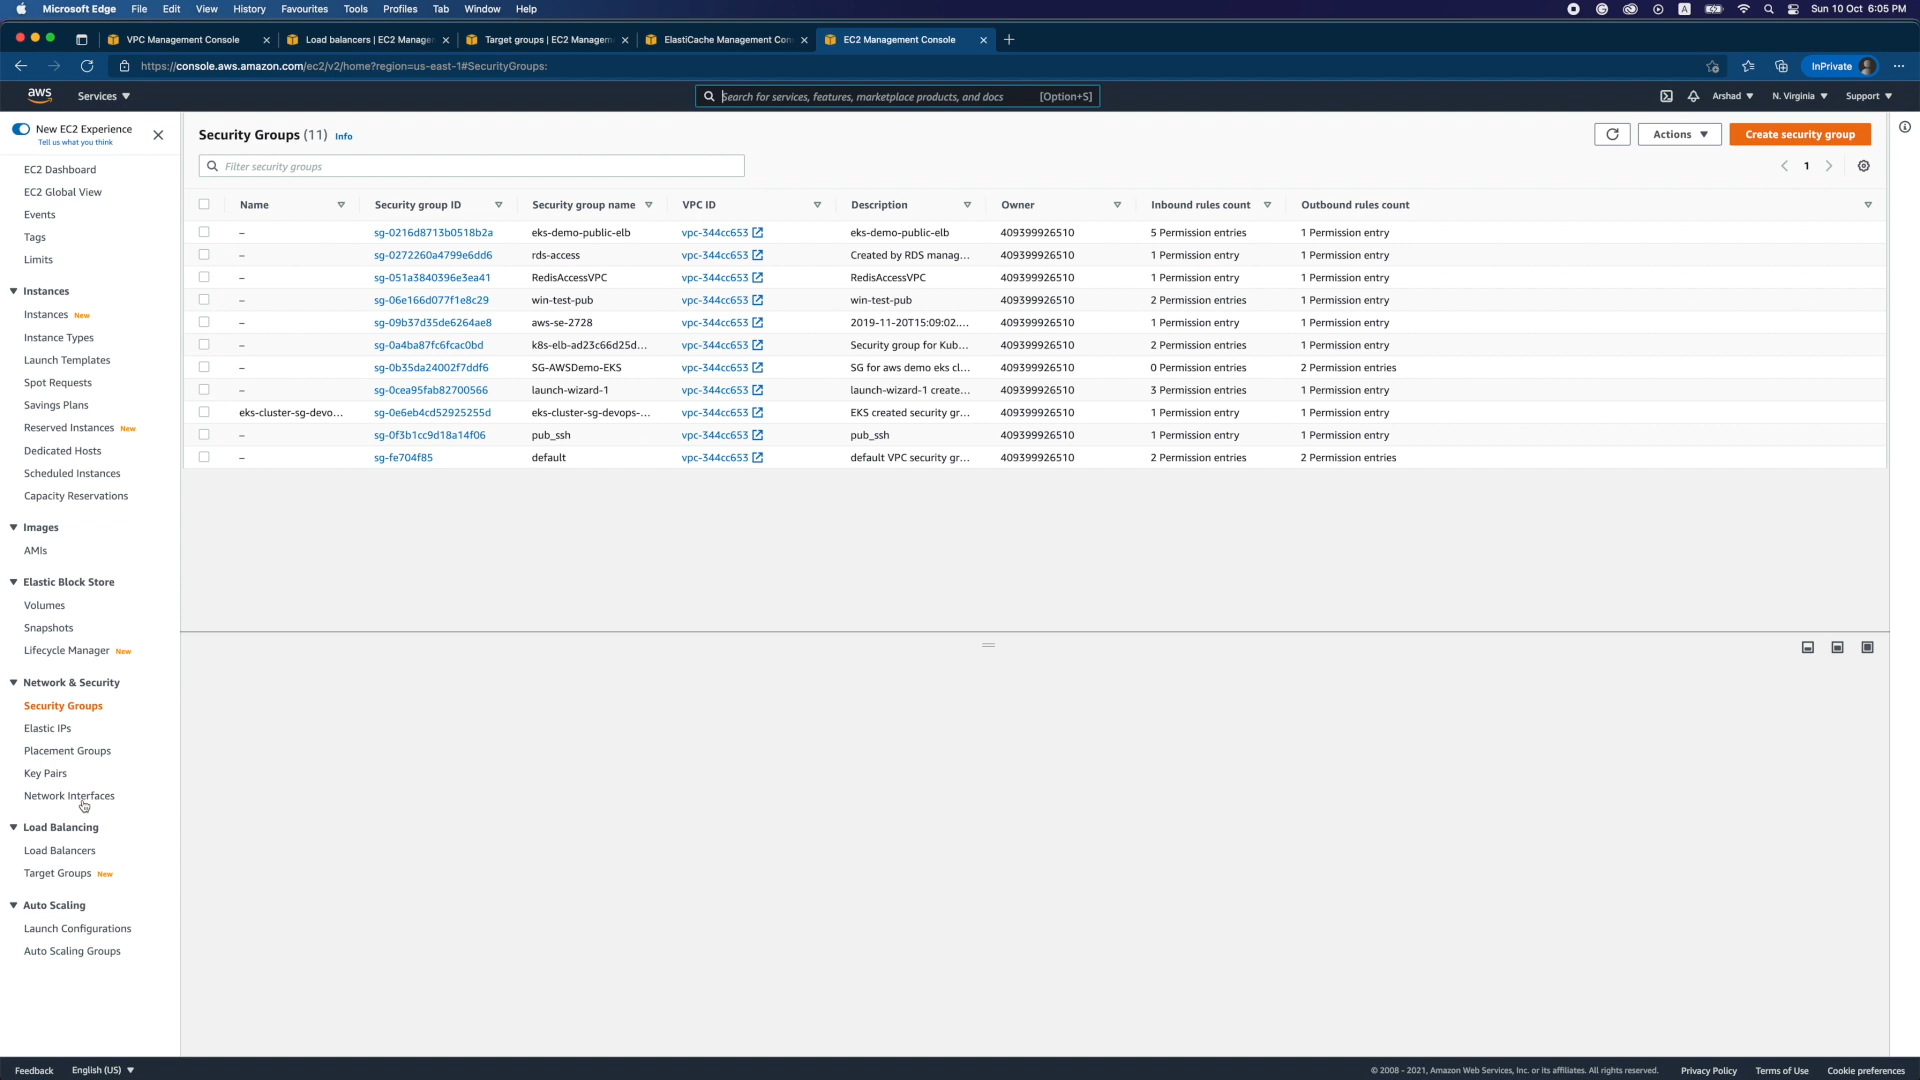 Microsoft Edge File Edit View History Favourites Tools Profiles Tab Window Help A Sun 10 Oct 6:05 PM
VPC Management Console Load balancers | EC2 Manage Target groups | EC2 Managem ElastiCache Management Con EC2 Management Console
https://console.aws.amazon.com/ec2/v2/home?region=us-east-1#SecurityGroups: InPrivate
aws Services Search for services, features, marketplace products, and docs [Option+S] Arshad N. Virginia Support
New EC2 Experience
Tell us what you think
EC2 Dashboard
EC2 Global View
Events
Tags
Limits
Instances
Instances New
Instance Types
Launch Templates
Spot Requests
Savings Plans
Reserved Instances New
Dedicated Hosts
Scheduled Instances
Capacity Reservations
Images
AMIs
Elastic Block Store
Volumes
Snapshots
Lifecycle Manager New
Network & Security
Security Groups
Elastic IPs
Placement Groups
Key Pairs
Network Interfaces
Load Balancing
Load Balancers
Target Groups New
Auto Scaling
Launch Configurations
Auto Scaling Groups
Security Groups (11) Info Actions Create security group
Filter security groups 1
Name Security group ID Security group name VPC ID Description Owner Inbound rules count Outbound rules count
– sg-0216d8713b0518b2a eks-demo-public-elb vpc-344cc653 eks-demo-public-elb 409399926510 5 Permission entries 1 Permission entry
– sg-0272260a4799e6dd6 rds-access vpc-344cc653 Created by RDS manag... 409399926510 1 Permission entry 1 Permission entry
– sg-051a3840396e3ea41 RedisAccessVPC vpc-344cc653 RedisAccessVPC 409399926510 1 Permission entry 1 Permission entry
– sg-06e166d077f1e8c29 win-test-pub vpc-344cc653 win-test-pub 409399926510 2 Permission entries 1 Permission entry
– sg-09b37d35de6264ae8 aws-se-2728 vpc-344cc653 2019-11-20T15:09:02.... 409399926510 1 Permission entry 1 Permission entry
– sg-0a4ba87fc6fcac0bd k8s-elb-ad23c66d25d... vpc-344cc653 Security group for Kub... 409399926510 2 Permission entries 1 Permission entry
– sg-0b35da24002f7ddf6 SG-AWSDemo-EKS vpc-344cc653 SG for aws demo eks cl... 409399926510 0 Permission entries 2 Permission entries
– sg-0cea95fab82700566 launch-wizard-1 vpc-344cc653 launch-wizard-1 create... 409399926510 3 Permission entries 1 Permission entry
eks-cluster-sg-devo... sg-0e6eb4cd52925255d eks-cluster-sg-devops-... vpc-344cc653 EKS created security gr... 409399926510 1 Permission entry 1 Permission entry
– sg-0f3b1cc9d18a14f06 pub_ssh vpc-344cc653 pub_ssh 409399926510 1 Permission entry 1 Permission entry
– sg-fe704f85 default vpc-344cc653 default VPC security gr... 409399926510 2 Permission entries 2 Permission entries
Feedback English (US) © 2008 - 2021, Amazon Web Services, Inc. or its affiliates. All rights reserved. Privacy Policy Terms of Use Cookie preferences